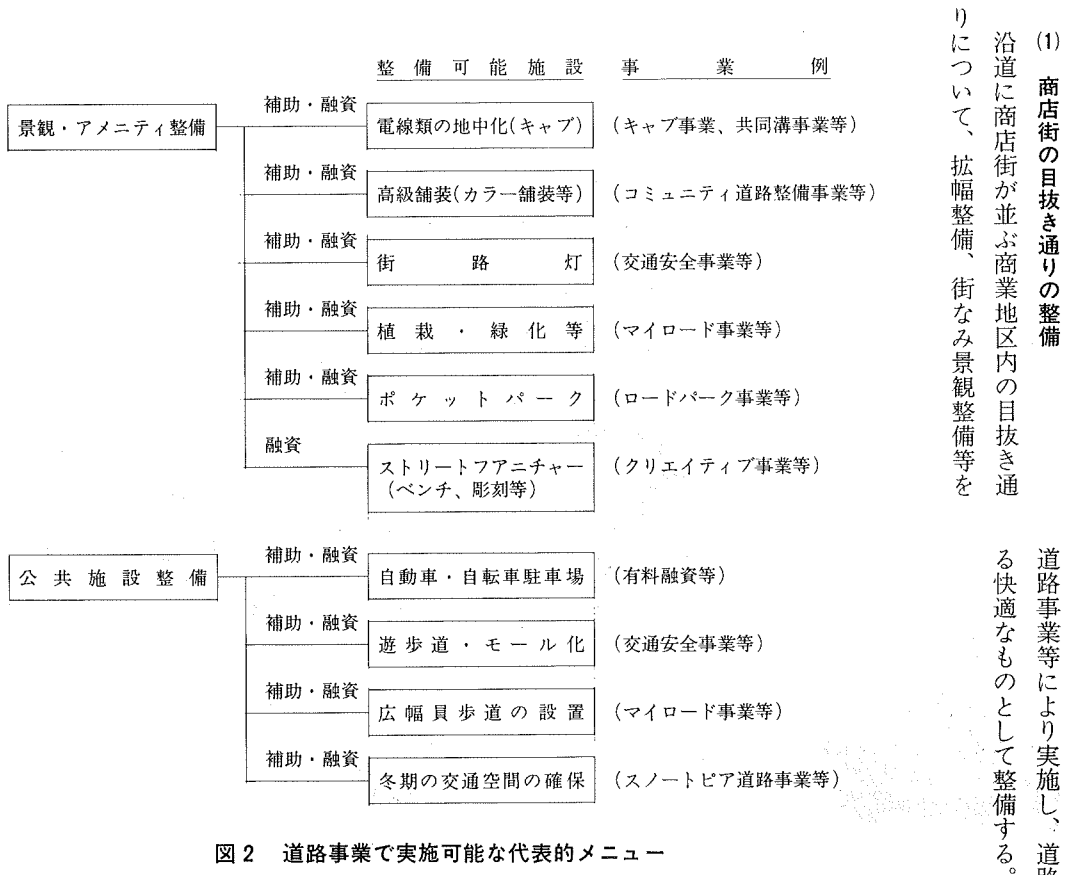 (1) 商店街の目抜き通りの整備
沿道に商店街が並ぶ商業地区内の目抜き通
りについて、拡幅整備、街なみ景観整備等を
道路事業等により実施し、道路
る快適なものとして整備する。
整備可能施設 事業例
景観・アメニティ整備
補助・融資 電線類の地中化(キャブ) (キャブ事業、共同溝事業等)
補助・融資 高級舗装(カラー舗装等) (コミュニティ道路整備事業等)
補助・融資 街路灯 (交通安全事業等)
補助・融資 植栽・緑化等 (マイロード事業等)
補助・融資 ポケットパーク (ロードパーク事業等)
融資 ストリートフアニチャー (クリエイティブ事業等)
(ベンチ、彫刻等)
公共施設整備
補助・融資 自動車・自転車駐車場 (有料融資等)
補助・融資 遊歩道・モール化 (交通安全事業等)
補助・融資 広幅員歩道の設置 (マイロード事業等)
補助・融資 冬期の交通空間の確保 (スノートピア道路事業等)
図2 道路事業で実施可能な代表的メニュー